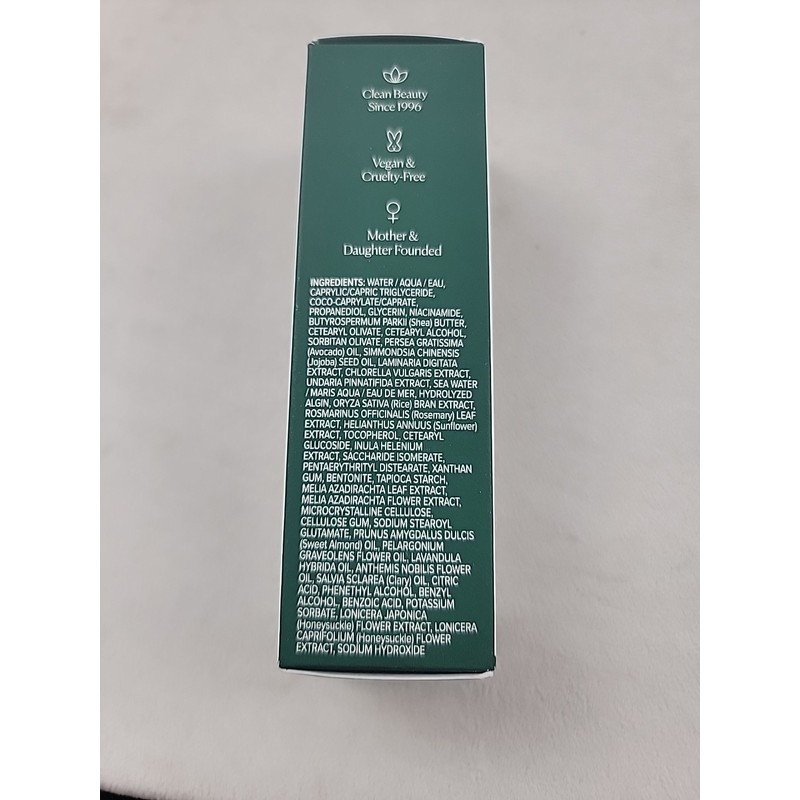 Clean Beauty
Since 1996
Vegan &
Cruelty-Free
Mother &
Daughter Founded
INGREDIENTS: WATER / AQUA / EAU,
CAPRYLIC/CAPRIC TRIGLYCERIDE,
COCO-CAPRYLATE/CAPRATE,
PROPANEDIOL, GLYCERIN, NIACINAMIDE,
BUTYROSPERMUM PARKII (Shea) BUTTER,
CETEARYL OLIVATE, CETEARYL ALCOHOL,
SORBITAN OLIVATE, PERSEA GRATISSIMA
(Avocado) OIL, SIMMONDSIA CHINENSIS
(Jojoba) SEED OIL, LAMINARIA DIGITATA
EXTRACT, CHLORELLA VULGARIS EXTRACT,
UNDARIA PINNATIFIDA EXTRACT, SEA WATER
/ MARIS AQUA / EAU DE MER, HYDROLYZED
ALGIN, ORYZA SATIVA (Rice) BRAN EXTRACT,
ROSMARINUS OFFICINALIS (Rosemary) LEAF
EXTRACT, HELIANTHUS ANNUUS (Sunflower)
EXTRACT, TOCOPHEROL, CETEARYL
GLUCOSIDE, INULA HELENIUM
EXTRACT, SACCHARIDE ISOMERATE,
PENTAERYTHRITYL DISTEARATE, XANTHAN
GUM, BENTONITE, TAPIOCA STARCH,
MELIA AZADIRACHTA LEAF EXTRACT,
MELIA AZADIRACHTA FLOWER EXTRACT,
MICROCRYSTALLINE CELLULOSE,
CELLULOSE GUM, SODIUM STEAROYL
GLUTAMATE, PRUNUS AMYGDALUS DULCIS
(Sweet Almond) OIL, PELARGONIUM
GRAVEOLENS FLOWER OIL, LAVANDULA
HYBRIDA OIL, ANTHEMIS NOBILIS FLOWER
OIL, SALVIA SCLAREA (Clary) OIL, CITRIC
ACID, PHENETHYL ALCOHOL, BENZYL
ALCOHOL, BENZOIC ACID, POTASSIUM
SORBATE, LONICERA JAPONICA
(Honeysuckle) FLOWER EXTRACT, LONICERA
CAPRIFOLIUM (Honeysuckle) FLOWER
EXTRACT, SODIUM HYDROXIDE